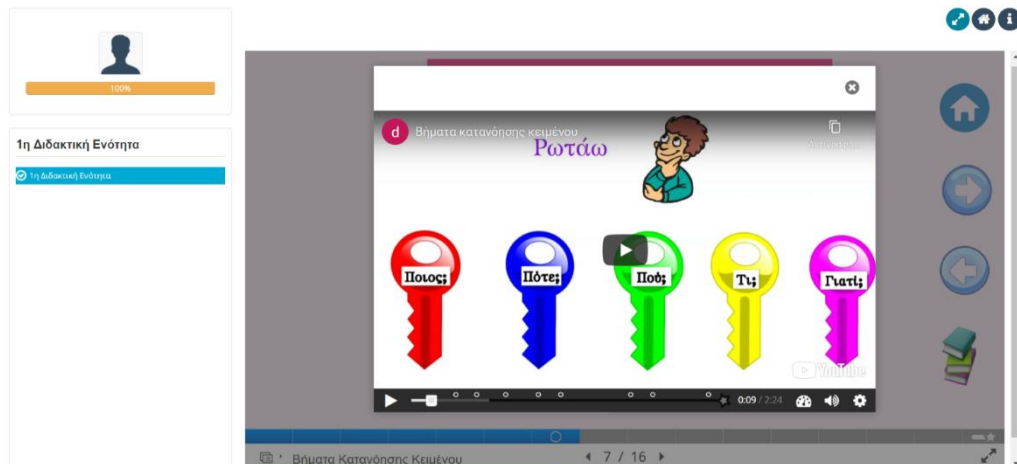 100%
1η Διδακτική Ενότητα
1η Διδακτική Ενότητα
d
Βήματα κατανόησης κειμένου
Ρωτάω
Ποιος;
Πότε;
Πού;
Τι;
Γιατί;
YouTube
0:09 / 2:24
Βήματα Κατανόησης Κειμένου
7 / 16